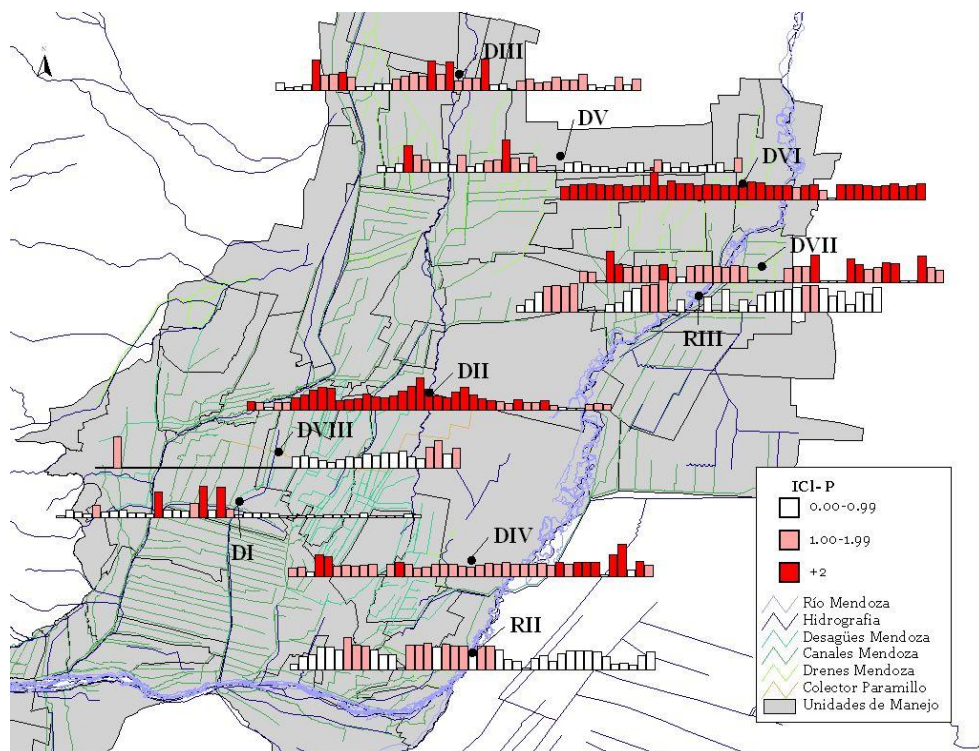 N
DIII
DV
DVI
DVII
RIII
DII
DVIII
DI
DIV
RII
ICl-P
0.00-0.99
1.00-1.99
+2
Río Mendoza
Hidrografia
Desagües Mendoza
Canales Mendoza
Drenes Mendoza
Colector Paramillo
Unidades de Manejo